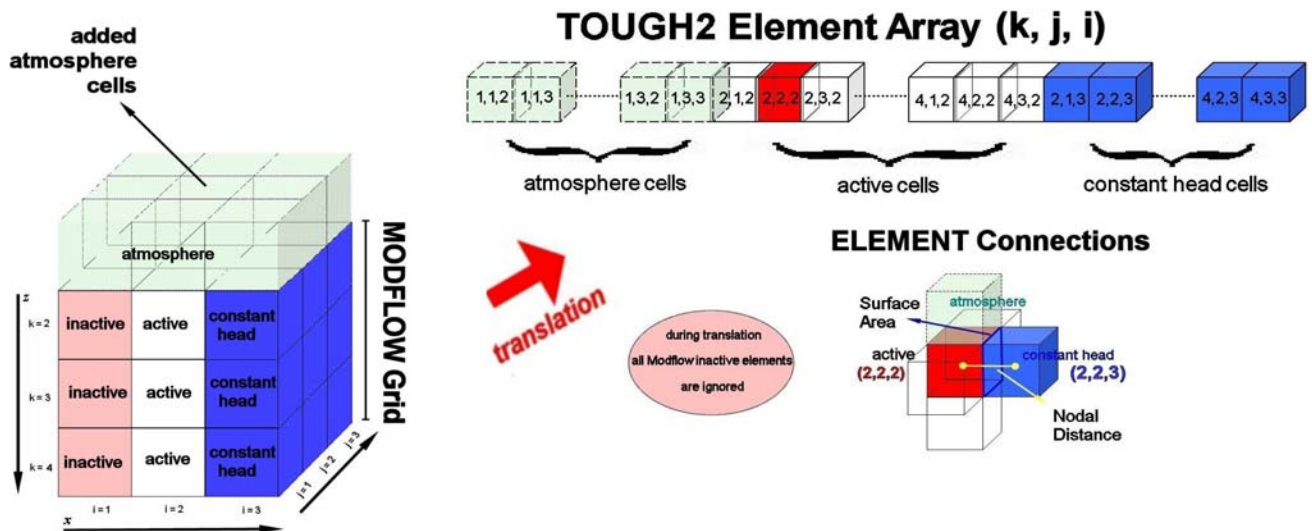 added
atmosphere
cells
atmosphere
z
k = 2
k = 3
k = 4
inactive
active
constant
head
inactive
active
constant
head
inactive
active
constant
head
i = 1
i = 2
i = 3
x
j = 1
j = 2
j = 3
MODFLOW Grid
TOUGH2 Element Array (k, j, i)
1,1,2 1,1,3 1,3,2 1,3,3 2,1,2 2,2,2 2,3,2 4,1,2 4,2,2 4,3,2 2,1,3 2,2,3 4,2,3 4,3,3
atmosphere cells
active cells
constant head cells
translation
during translation
all Modflow inactive elements
are ignored
ELEMENT Connections
Surface
Area
atmosphere
active
(2,2,2)
constant head
(2,2,3)
Nodal
Distance